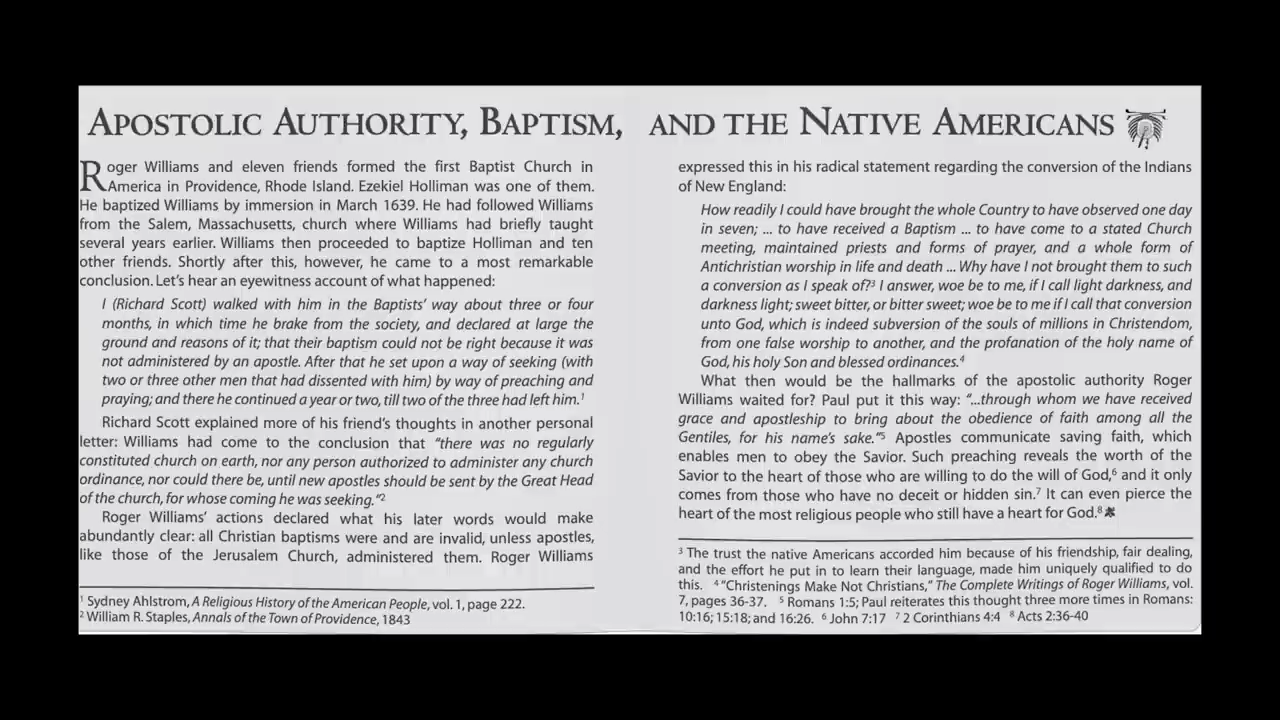 APOSTOLIC AUTHORITY, BAPTISM, AND THE NATIVE AMERICANS
Roger Williams and eleven friends formed the first Baptist Church in
America in Providence, Rhode Island. Ezekiel Holliman was one of them.
He baptized Williams by immersion in March 1639. He had followed Williams
from the Salem, Massachusetts, church where Williams had briefly taught
several years earlier. Williams then proceeded to baptize Holliman and ten
other friends. Shortly after this, however, he came to a most remarkable
conclusion. Let's hear an eyewitness account of what happened:
I (Richard Scott) walked with him in the Baptists' way about three or four
months, in which time he brake from the society, and declared at large the
ground and reasons of it; that their baptism could not be right because it was
not administered by an apostle. After that he set upon a way of seeking (with
two or three other men that had dissented with him) by way of preaching and
praying; and there he continued a year or two, till two of the three had left him.¹
Richard Scott explained more of his friend's thoughts in another personal
letter: Williams had come to the conclusion that "there was no regularly
constituted church on earth, nor any person authorized to administer any church
ordinance, nor could there be, until new apostles should be sent by the Great Head
of the church, for whose coming he was seeking."²
Roger Williams' actions declared what his later words would make
abundantly clear: all Christian baptisms were and are invalid, unless apostles,
like those of the Jerusalem Church, administered them. Roger Williams
¹ Sydney Ahlstrom, A Religious History of the American People, vol. 1, page 222.
² William R. Staples, Annals of the Town of Providence, 1843
expressed this in his radical statement regarding the conversion of the Indians
of New England:
How readily I could have brought the whole Country to have observed one day
in seven; ... to have received a Baptism ... to have come to a stated Church
meeting, maintained priests and forms of prayer, and a whole form of
Antichristian worship in life and death ... Why have I not brought them to such
a conversion as I speak of?³ I answer, woe be to me, if I call light darkness, and
darkness light; sweet bitter, or bitter sweet; woe be to me if I call that conversion
unto God, which is indeed subversion of the souls of millions in Christendom,
from one false worship to another, and the profanation of the holy name of
God, his holy Son and blessed ordinances.⁴
What then would be the hallmarks of the apostolic authority Roger
Williams waited for? Paul put it this way: "...through whom we have received
grace and apostleship to bring about the obedience of faith among all the
Gentiles, for his name's sake."⁵ Apostles communicate saving faith, which
enables men to obey the Savior. Such preaching reveals the worth of the
Savior to the heart of those who are willing to do the will of God,⁶ and it only
comes from those who have no deceit or hidden sin.⁷ It can even pierce the
heart of the most religious people who still have a heart for God.⁸
³ The trust the native Americans accorded him because of his friendship, fair dealing,
and the effort he put in to learn their language, made him uniquely qualified to do
this. ⁴ "Christenings Make Not Christians," The Complete Writings of Roger Williams, vol.
7, pages 36-37. ⁵ Romans 1:5; Paul reiterates this thought three more times in Romans:
10:16; 15:18; and 16:26. ⁶ John 7:17 ⁷ 2 Corinthians 4:4 ⁸ Acts 2:36-40